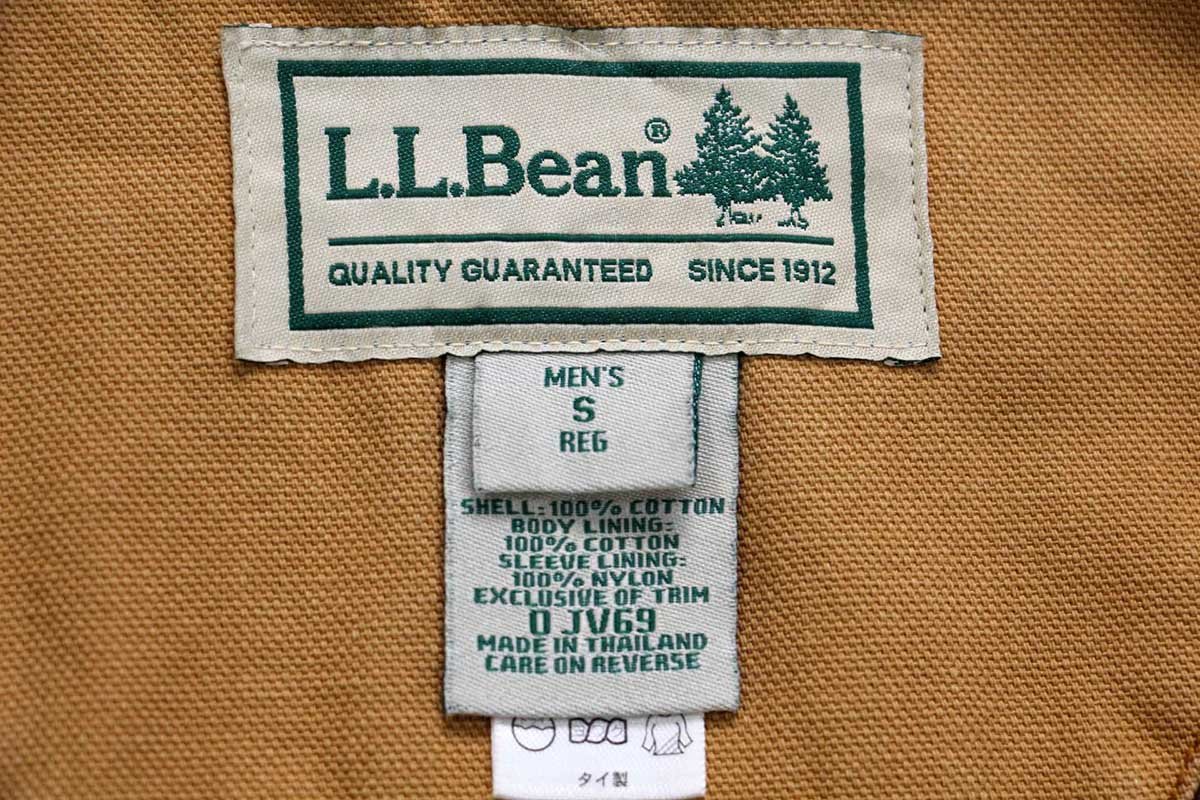 L.L.Bean®
QUALITY GUARANTEED SINCE 1912
MEN'S
S
REG
SHELL: 100% COTTON
BODY LINING:
100% COTTON
SLEEVE LINING:
100% NYLON
EXCLUSIVE OF TRIM
0 JV69
MADE IN THAILAND
CARE ON REVERSE
タイ製